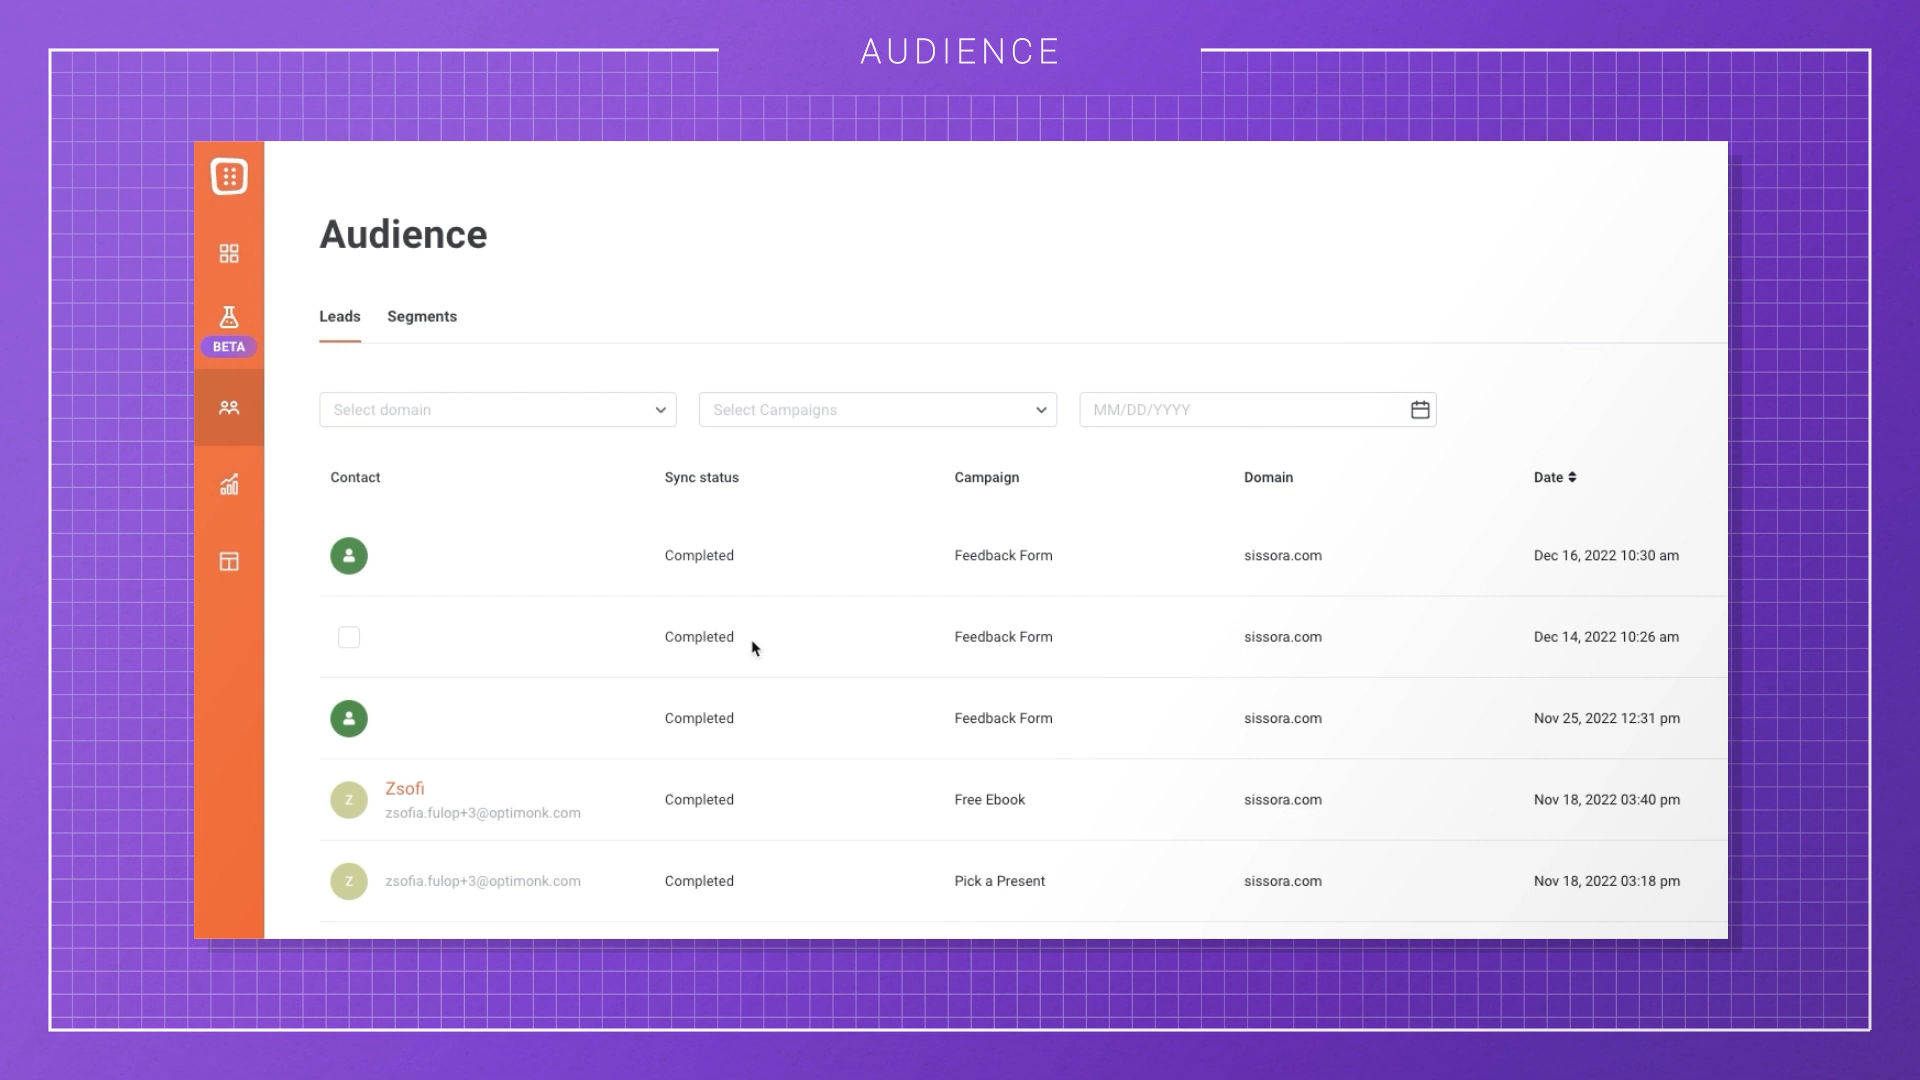 AUDIENCE
Audience
Leads Segments
BETA
Select domain Select Campaigns MM/DD/YYYY
Contact Sync status Campaign Domain Date
Completed Feedback Form sissora.com Dec 16, 2022 10:30 am
Completed Feedback Form sissora.com Dec 14, 2022 10:26 am
Completed Feedback Form sissora.com Nov 25, 2022 12:31 pm
Zsofi
Z Completed Free Ebook sissora.com Nov 18, 2022 03:40 pm
zsofia.fulop+3@optimonk.com
Z zsofia.fulop+3@optimonk.com Completed Pick a Present sissora.com Nov 18, 2022 03:18 pm